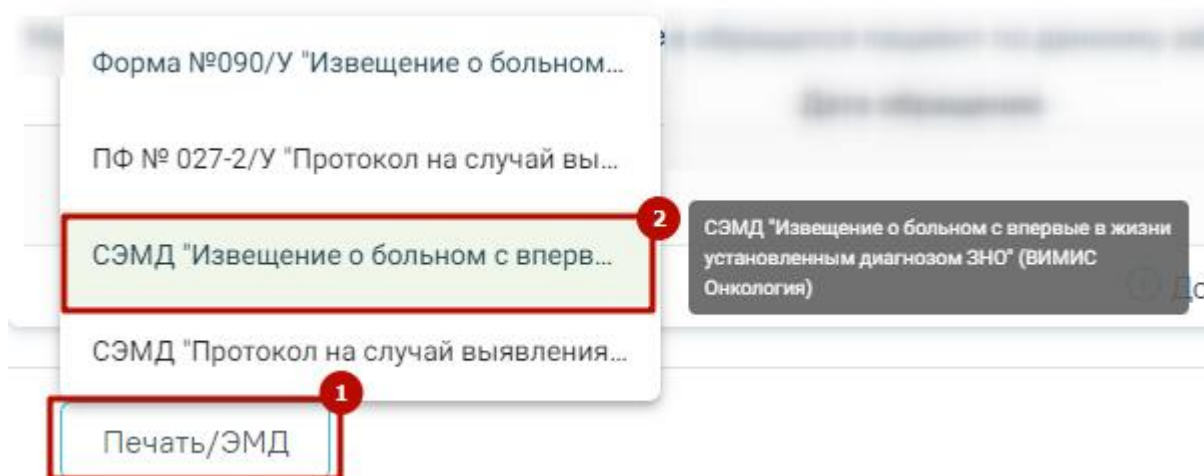 Форма №090/У "Извещение о больном...
ПФ № 027-2/У "Протокол на случай вы...
2
СЭМД "Извещение о больном с вперв...
СЭМД "Извещение о больном с впервые в жизни
установленным диагнозом ЗНО" (ВИМИС
Онкология)
СЭМД "Протокол на случай выявления...
1
Печать/ЭМД